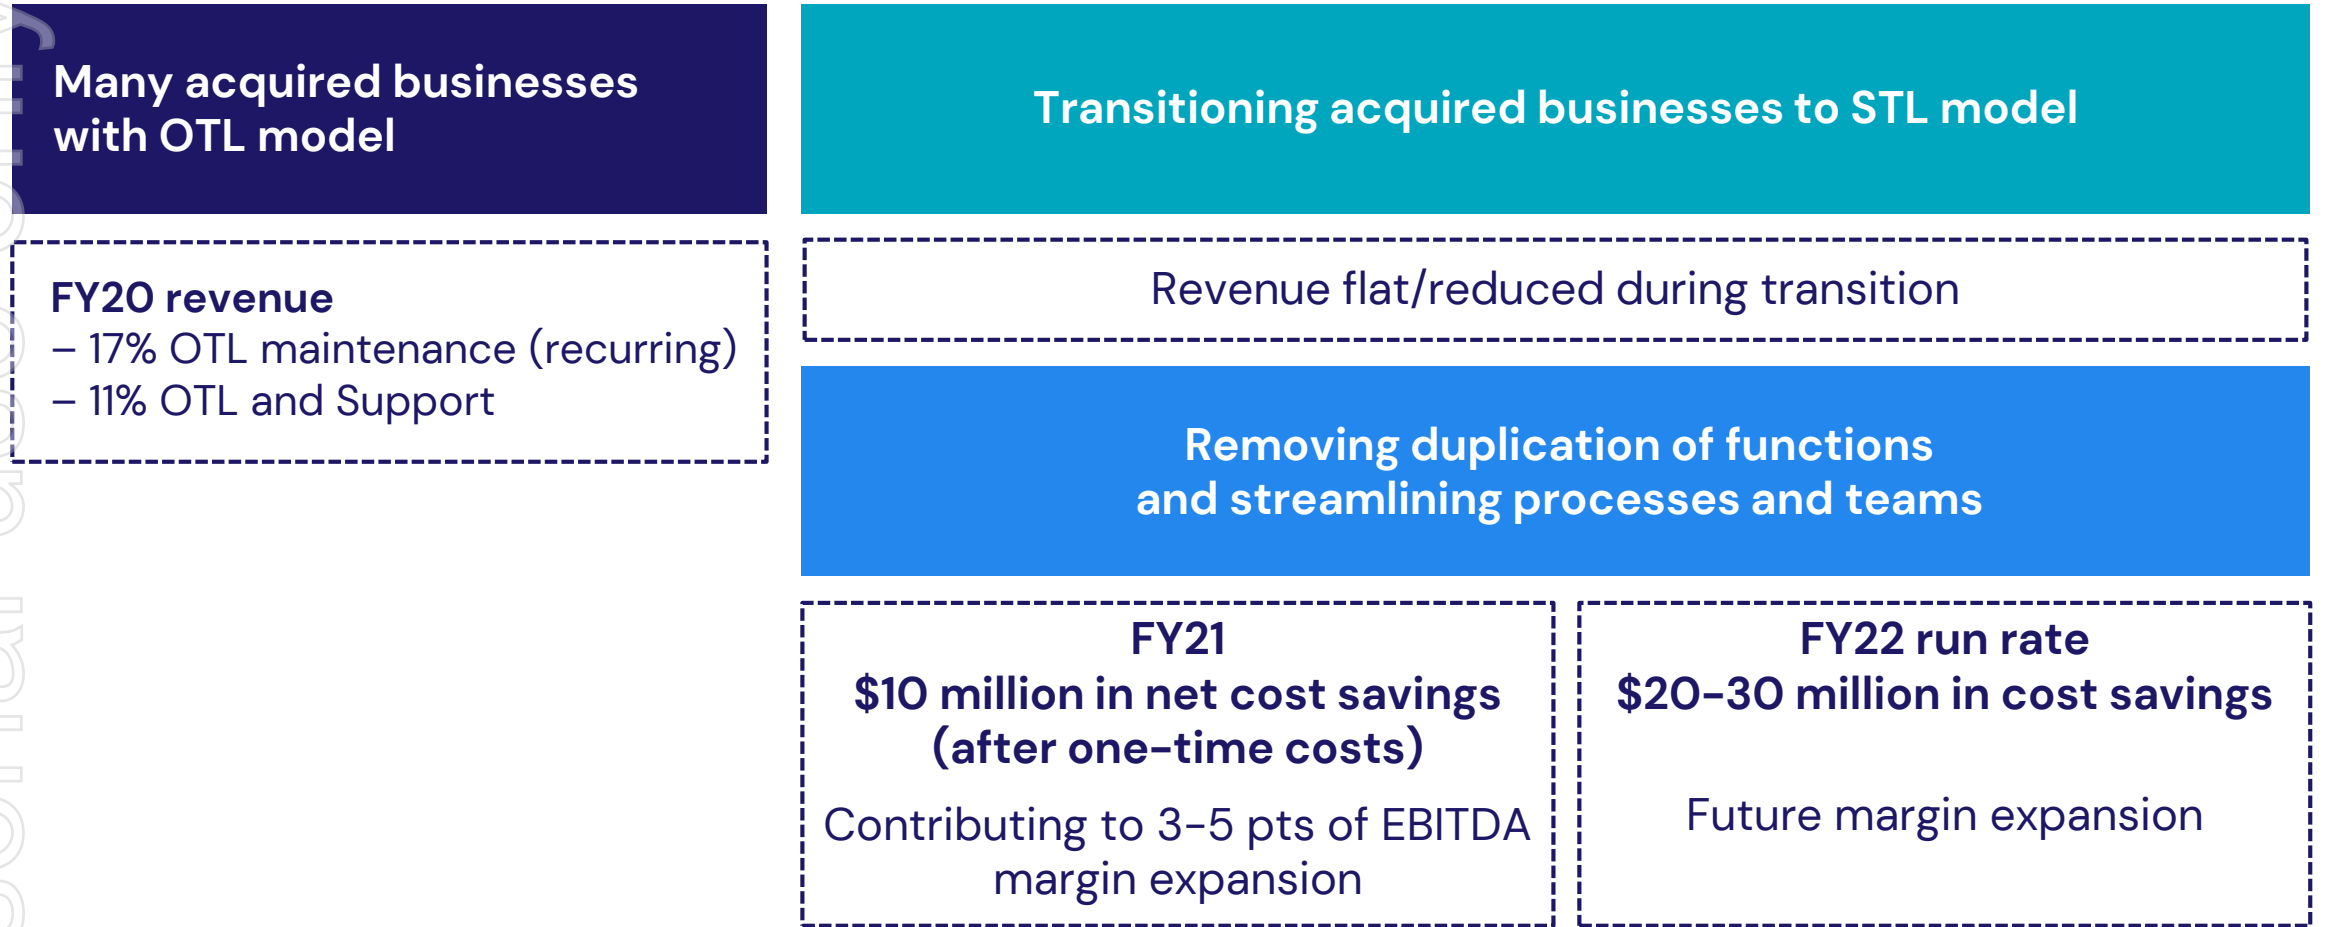 Many acquired businesses
with OTL model
FY20 revenue
– 17% OTL maintenance (recurring)
– 11% OTL and Support
Transitioning acquired businesses to STL model
Revenue flat/reduced during transition
Removing duplication of functions
and streamlining processes and teams
FY21
$10 million in net cost savings
(after one-time costs)
Contributing to 3-5 pts of EBITDA
margin expansion
FY22 run rate
$20-30 million in cost savings
Future margin expansion